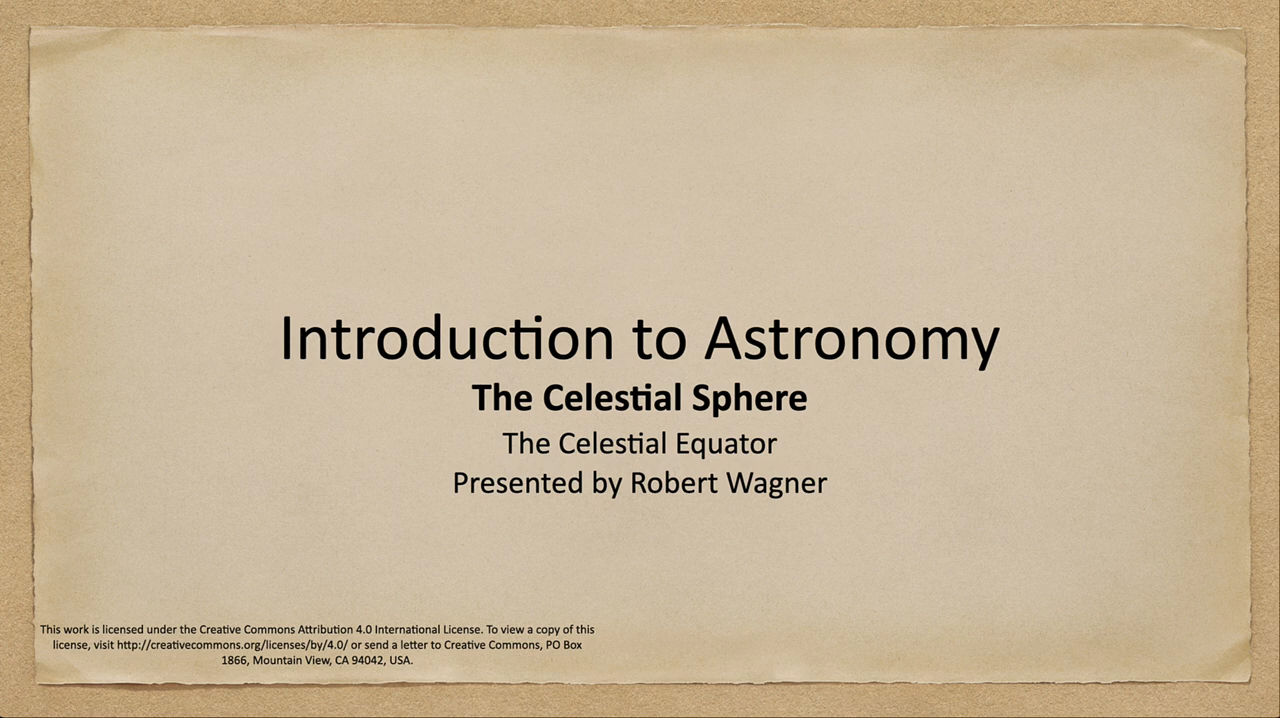 Introduction to Astronomy
The Celestial Sphere
The Celestial Equator
Presented by Robert Wagner
This work is licensed under the Creative Commons Attribution 4.0 International License. To view a copy of this
license, visit http://creativecommons.org/licenses/by/4.0/ or send a letter to Creative Commons, PO Box
1866, Mountain View, CA 94042, USA.